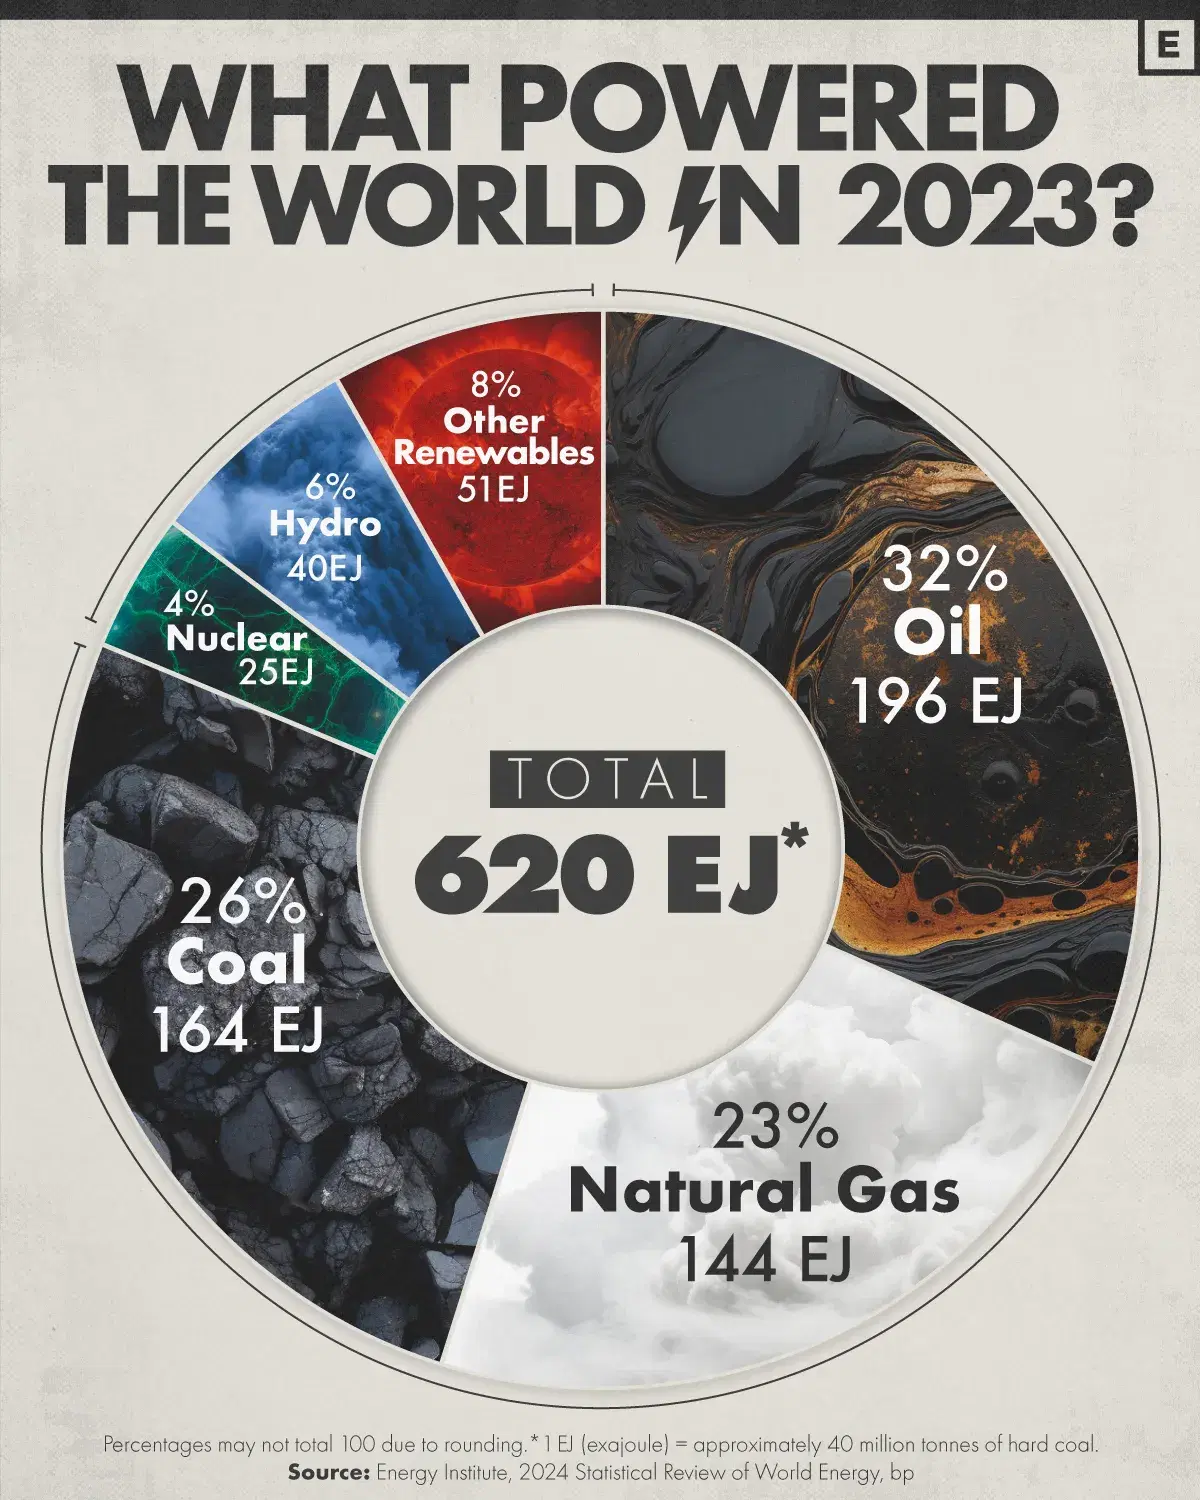 E
WHAT POWERED
THE WORLD IN 2023?
8%
Other
Renewables
51EJ
6%
Hydro
40EJ
4%
Nuclear
25EJ
32%
Oil
196 EJ
TOTAL
620 EJ*
26%
Coal
164 EJ
23%
Natural Gas
144 EJ
Percentages may not total 100 due to rounding.* 1 EJ (exajoule) = approximately 40 million tonnes of hard coal.
Source: Energy Institute, 2024 Statistical Review of World Energy, bp